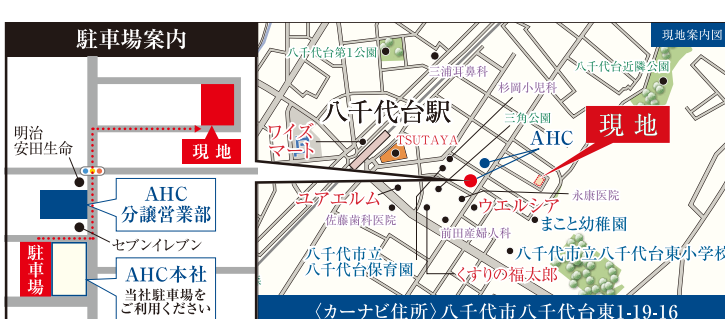 駐車場案内
明治
安田生命
現地
AHC
分譲営業部
セブンイレブン
駐車場
AHC本社
当社駐車場を
ご利用ください
現地案内図
八千代台第1公園
三浦耳鼻科
八千代台近隣公園
杉岡小児科
八千代台駅
三角公園
現地
ワイズ
マート
TSUTAYA
AHC
ユアエルム
ウエルシア
永康医院
佐藤歯科医院
前田産婦人科
まこと幼稚園
八千代市立
八千代台保育園
くすりの福太郎
八千代市立八千代台東小学校
〈カーナビ住所〉八千代市八千代台東1-19-16